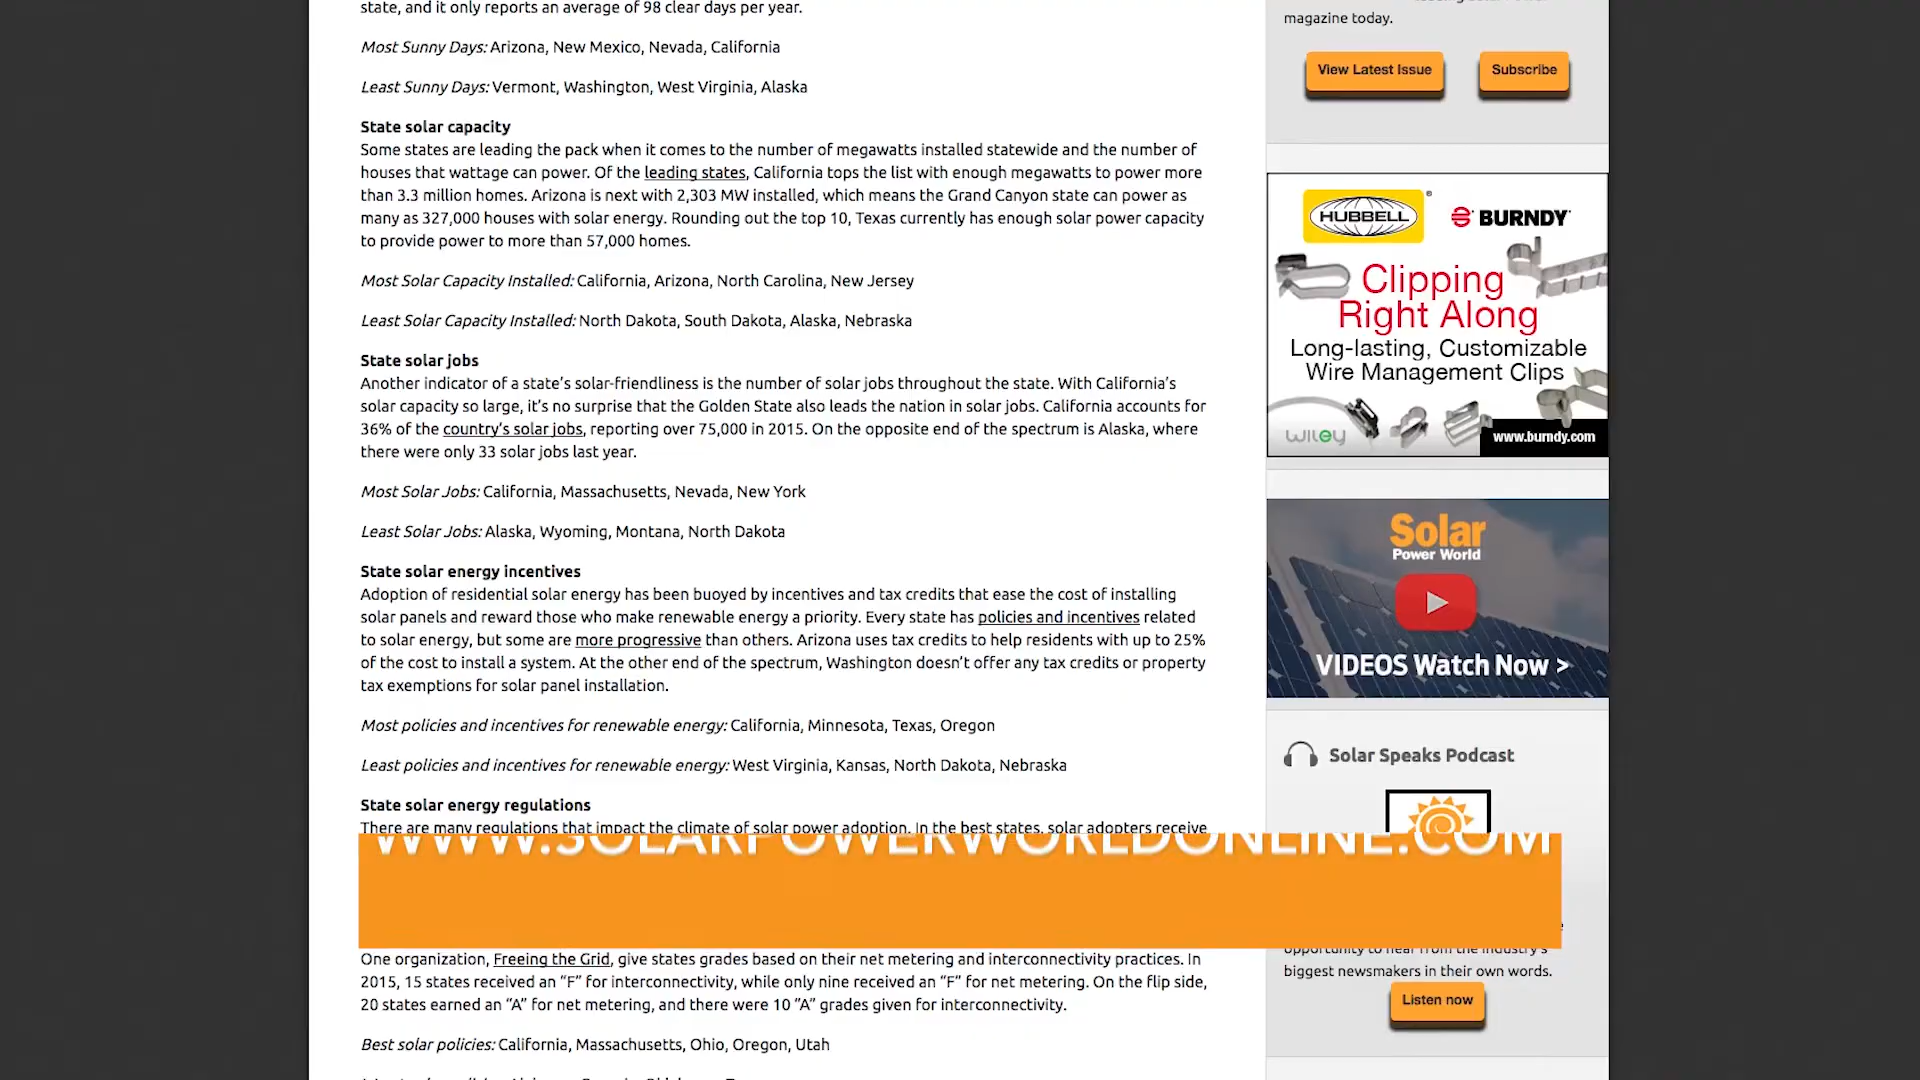 state, and it only reports an average of 98 clear days per year.
Most Sunny Days: Arizona, New Mexico, Nevada, California
Least Sunny Days: Vermont, Washington, West Virginia, Alaska
State solar capacity
Some states are leading the pack when it comes to the number of megawatts installed statewide and the number of
houses that wattage can power. Of the leading states, California tops the list with enough megawatts to power more
than 3.3 million homes. Arizona is next with 2,303 MW installed, which means the Grand Canyon state can power as
many as 327,000 houses with solar energy. Rounding out the top 10, Texas currently has enough solar power capacity
to provide power to more than 57,000 homes.
Most Solar Capacity Installed: California, Arizona, North Carolina, New Jersey
Least Solar Capacity Installed: North Dakota, South Dakota, Alaska, Nebraska
State solar jobs
Another indicator of a state's solar-friendliness is the number of solar jobs throughout the state. With California's
solar capacity so large, it's no surprise that the Golden State also leads the nation in solar jobs. California accounts for
36% of the country's solar jobs, reporting over 75,000 in 2015. On the opposite end of the spectrum is Alaska, where
there were only 33 solar jobs last year.
Most Solar Jobs: California, Massachusetts, Nevada, New York
Least Solar Jobs: Alaska, Wyoming, Montana, North Dakota
State solar energy incentives
Adoption of residential solar energy has been buoyed by incentives and tax credits that ease the cost of installing
solar panels and reward those who make renewable energy a priority. Every state has policies and incentives related
to solar energy, but some are more progressive than others. Arizona uses tax credits to help residents with up to 25%
of the cost to install a system. At the other end of the spectrum, Washington doesn't offer any tax credits or property
tax exemptions for solar panel installation.
Most policies and incentives for renewable energy: California, Minnesota, Texas, Oregon
Least policies and incentives for renewable energy: West Virginia, Kansas, North Dakota, Nebraska
State solar energy regulations
There are many regulations that impact the climate of solar power adoption. In the best states, solar adopters receive
WWW.SOLARPOWERWORLDONLINE.COM
One organization, Freeing the Grid, give states grades based on their net metering and interconnectivity practices. In
2015, 15 states received an "F" for interconnectivity, while only nine received an "F" for net metering. On the flip side,
20 states earned an "A" for net metering, and there were 10 "A" grades given for interconnectivity.
Best solar policies: California, Massachusetts, Ohio, Oregon, Utah
magazine today.
View Latest Issue
Subscribe
HUBBELL
BURNDY
Clipping
Right Along
Long-lasting, Customizable
Wire Management Clips
wiley
www.burndy.com
Solar
Power World
VIDEOS Watch Now >
Solar Speaks Podcast
opportunity to hear from the industry's
biggest newsmakers in their own words.
Listen now